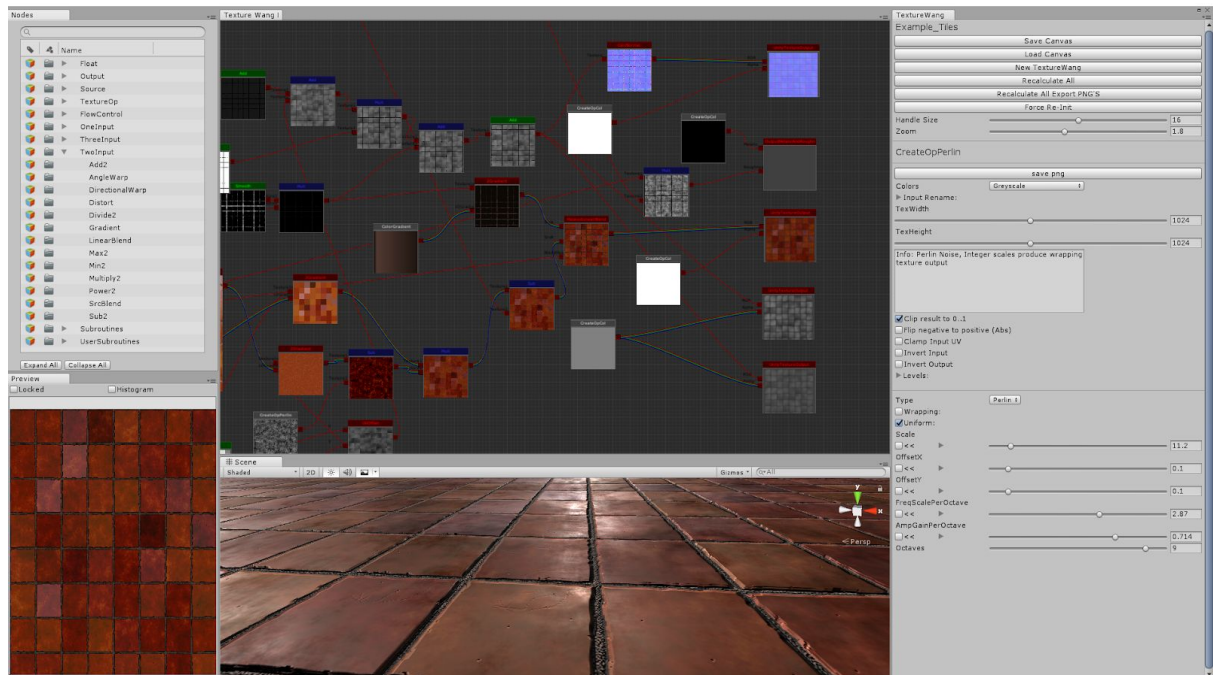 Nodes
Name
Float
Output
Source
TextureOp
FlowControl
OneInput
ThreeInput
TwoInput
Add2
AngleWarp
DirectionalWarp
Distort
Divide2
Gradient
LinearBlend
Max2
Min2
Multiply2
Power2
SrcBlend
Sub2
Subroutines
UserSubroutines
Expand All Collapse All
Preview
Locked Histogram
Texture Wang
CreateOpCol
CreateOpCol
ColorGradient
CreateOpCol
CreateOpCol
CreateOpPerlin
Scene
Shaded 2D Gizmos All
y
x
Persp
TextureWang
Example_Tiles
Save Canvas
Load Canvas
New TextureWang
Recalculate All
Recalculate All Export PNG'S
Force Re-Init
Handle Size 16
Zoom 1.8
CreateOpPerlin
save png
Colors Greyscale
Input Rename:
TexWidth
1024
TexHeight
1024
Info: Perlin Noise, Integer scales produce wrapping
texture output
Clip result to 0..1
Flip negative to positive (Abs)
Clamp Input UV
Invert Input
Invert Output
Levels:
Type Perlin
Wrapping:
Uniform:
Scale
<< 11.2
OffsetX
<< 0.1
OffsetY
<< 0.1
FreqScalePerOctave
<< 2.87
AmpGainPerOctave
<< 0.714
Octaves 9